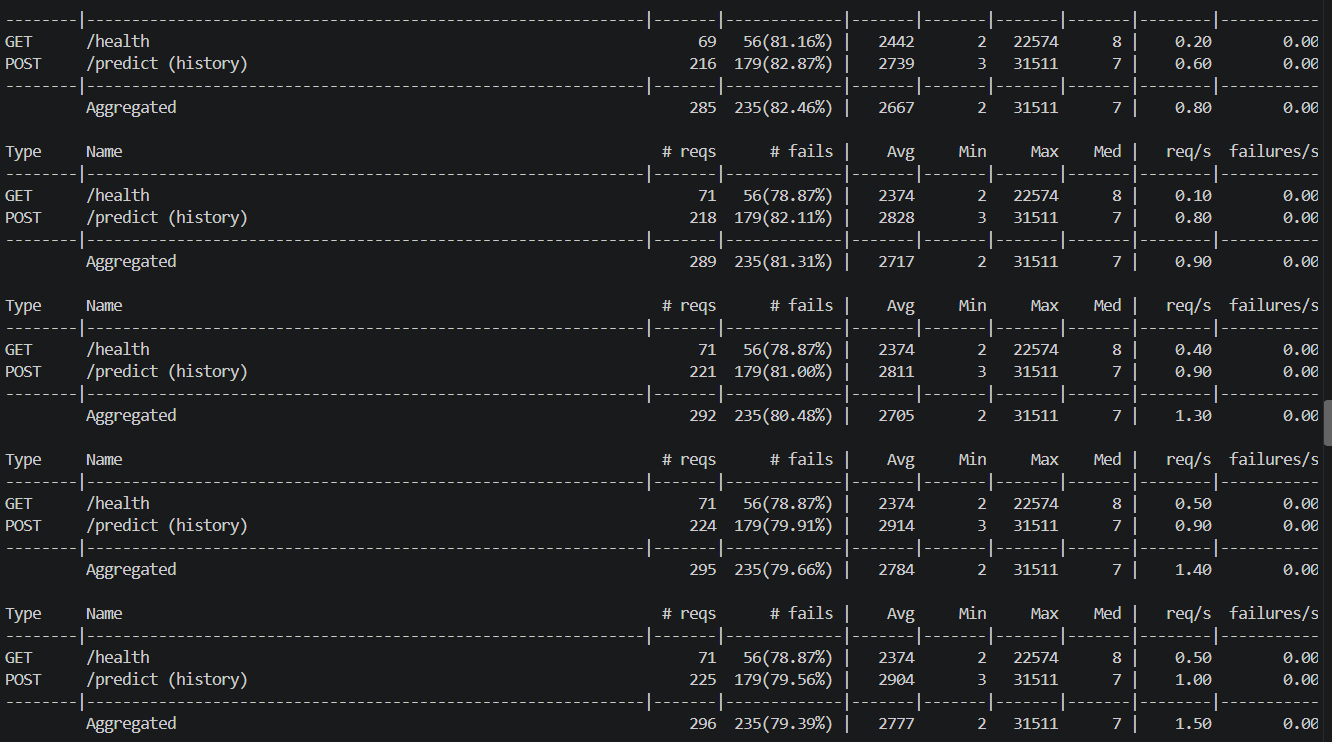 --------|--------------------------------------------------------------|-------|-------------|-------|-------|-------|-------|--------|-----------
GET      /health                                                             69   56(81.16%) |   2442       2   22574       8 |    0.20        0.00
POST     /predict (history)                                                 216  179(82.87%) |   2739       3   31511       7 |    0.60        0.00
--------|--------------------------------------------------------------|-------|-------------|-------|-------|-------|-------|--------|-----------
         Aggregated                                                         285  235(82.46%) |   2667       2   31511       7 |    0.80        0.00
Type     Name                                                            # reqs      # fails |    Avg     Min     Max     Med |   req/s  failures/s
--------|--------------------------------------------------------------|-------|-------------|-------|-------|-------|-------|--------|-----------
GET      /health                                                             71   56(78.87%) |   2374       2   22574       8 |    0.10        0.00
POST     /predict (history)                                                 218  179(82.11%) |   2828       3   31511       7 |    0.80        0.00
--------|--------------------------------------------------------------|-------|-------------|-------|-------|-------|-------|--------|-----------
         Aggregated                                                         289  235(81.31%) |   2717       2   31511       7 |    0.90        0.00
Type     Name                                                            # reqs      # fails |    Avg     Min     Max     Med |   req/s  failures/s
--------|--------------------------------------------------------------|-------|-------------|-------|-------|-------|-------|--------|-----------
GET      /health                                                             71   56(78.87%) |   2374       2   22574       8 |    0.40        0.00
POST     /predict (history)                                                 221  179(81.00%) |   2811       3   31511       7 |    0.90        0.00
--------|--------------------------------------------------------------|-------|-------------|-------|-------|-------|-------|--------|-----------
         Aggregated                                                         292  235(80.48%) |   2705       2   31511       7 |    1.30        0.00
Type     Name                                                            # reqs      # fails |    Avg     Min     Max     Med |   req/s  failures/s
--------|--------------------------------------------------------------|-------|-------------|-------|-------|-------|-------|--------|-----------
GET      /health                                                             71   56(78.87%) |   2374       2   22574       8 |    0.50        0.00
POST     /predict (history)                                                 224  179(79.91%) |   2914       3   31511       7 |    0.90        0.00
--------|--------------------------------------------------------------|-------|-------------|-------|-------|-------|-------|--------|-----------
         Aggregated                                                         295  235(79.66%) |   2784       2   31511       7 |    1.40        0.00
Type     Name                                                            # reqs      # fails |    Avg     Min     Max     Med |   req/s  failures/s
--------|--------------------------------------------------------------|-------|-------------|-------|-------|-------|-------|--------|-----------
GET      /health                                                             71   56(78.87%) |   2374       2   22574       8 |    0.50        0.00
POST     /predict (history)                                                 225  179(79.56%) |   2904       3   31511       7 |    1.00        0.00
--------|--------------------------------------------------------------|-------|-------------|-------|-------|-------|-------|--------|-----------
         Aggregated                                                         296  235(79.39%) |   2777       2   31511       7 |    1.50        0.00